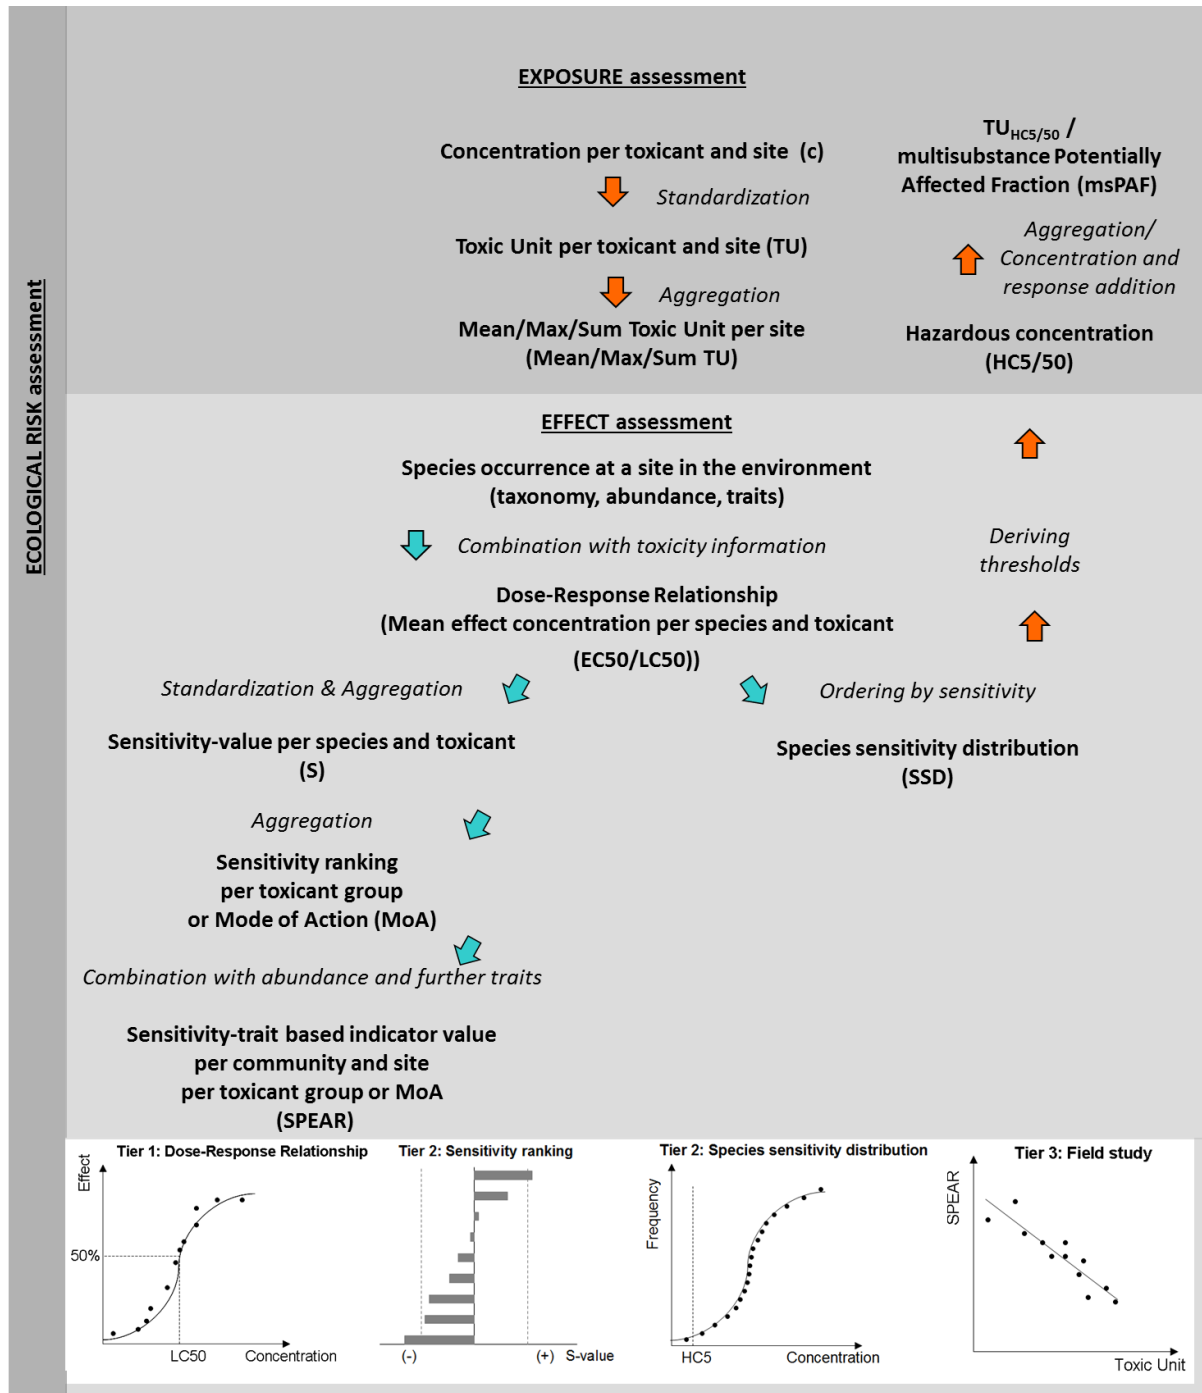 ECOLOGICAL RISK assessment
EXPOSURE assessment
Concentration per toxicant and site (c)
Standardization
Toxic Unit per toxicant and site (TU)
Aggregation
Mean/Max/Sum Toxic Unit per site
(Mean/Max/Sum TU)
TUHC5/50 /
multisubstance Potentially
Affected Fraction (msPAF)
Aggregation/
Concentration and
response addition
Hazardous concentration
(HC5/50)
EFFECT assessment
Species occurrence at a site in the environment
(taxonomy, abundance, traits)
Combination with toxicity information
Deriving
thresholds
Dose-Response Relationship
(Mean effect concentration per species and toxicant
(EC50/LC50))
Standardization & Aggregation
Ordering by sensitivity
Sensitivity-value per species and toxicant
(S)
Species sensitivity distribution
(SSD)
Aggregation
Sensitivity ranking
per toxicant group
or Mode of Action (MoA)
Combination with abundance and further traits
Sensitivity-trait based indicator value
per community and site
per toxicant group or MoA
(SPEAR)
Tier 1: Dose-Response Relationship
Effect
50%
LC50
Concentration
Tier 2: Sensitivity ranking
(-)
(+)
S-value
Tier 2: Species sensitivity distribution
Frequency
HC5
Concentration
Tier 3: Field study
SPEAR
Toxic Unit